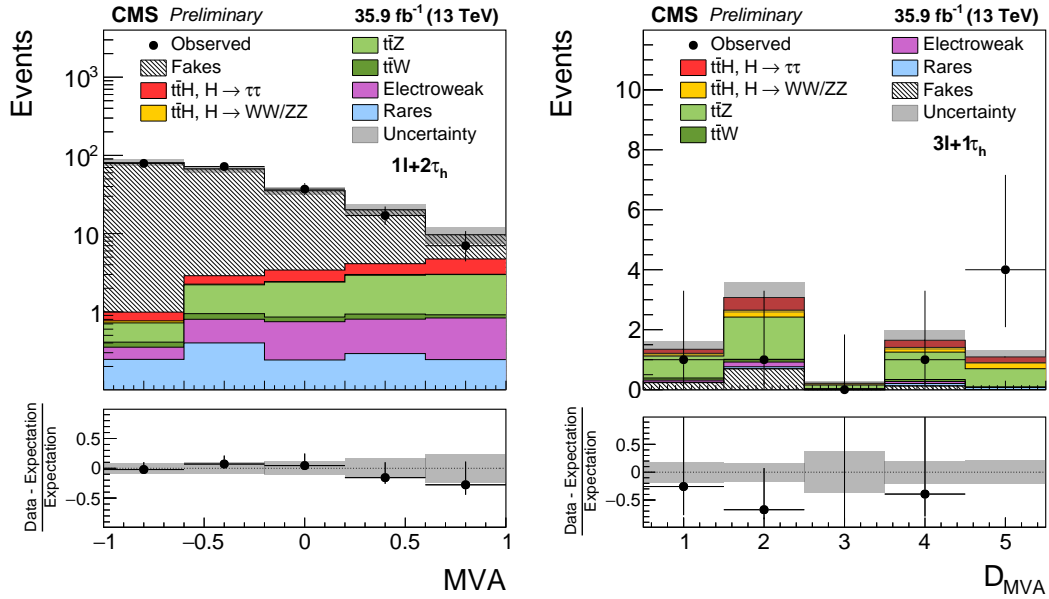 CMS Preliminary 35.9 fb⁻¹ (13 TeV)
Events
10³
10²
10
1
Observed
Fakes
tt̄H, H → ττ
tt̄H, H → WW/ZZ
tt̄Z
tt̄W
Electroweak
Rares
Uncertainty
1l+2τh
Data - Expectation
Expectation
0.5
0
−0.5
−1 −0.5 0 0.5 1
MVA
CMS Preliminary 35.9 fb⁻¹ (13 TeV)
Events
10
8
6
4
2
0
Observed
tt̄H, H → ττ
tt̄H, H → WW/ZZ
tt̄Z
tt̄W
Electroweak
Rares
Fakes
Uncertainty
3l+1τh
Data - Expectation
Expectation
0.5
0
−0.5
1 2 3 4 5
D_MVA